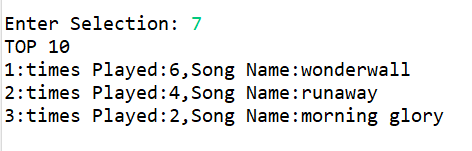 Enter Selection: 7
TOP 10
1:times Played:6,Song Name:wonderwall
2:times Played:4,Song Name:runaway
3:times Played:2,Song Name:morning glory